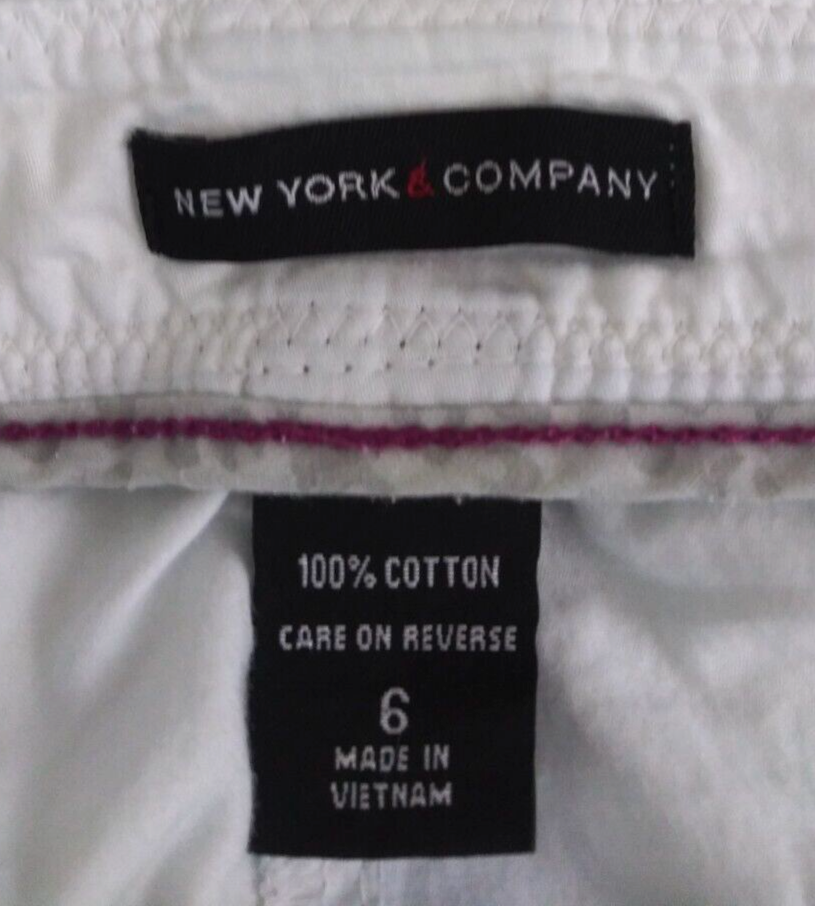 NEW YORK & COMPANY
100% COTTON
CARE ON REVERSE
6
MADE IN
VIETNAM